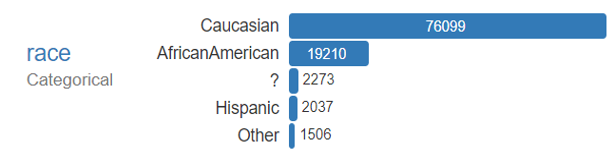 race
Categorical
Caucasian 76099
AfricanAmerican 19210
? 2273
Hispanic 2037
Other 1506